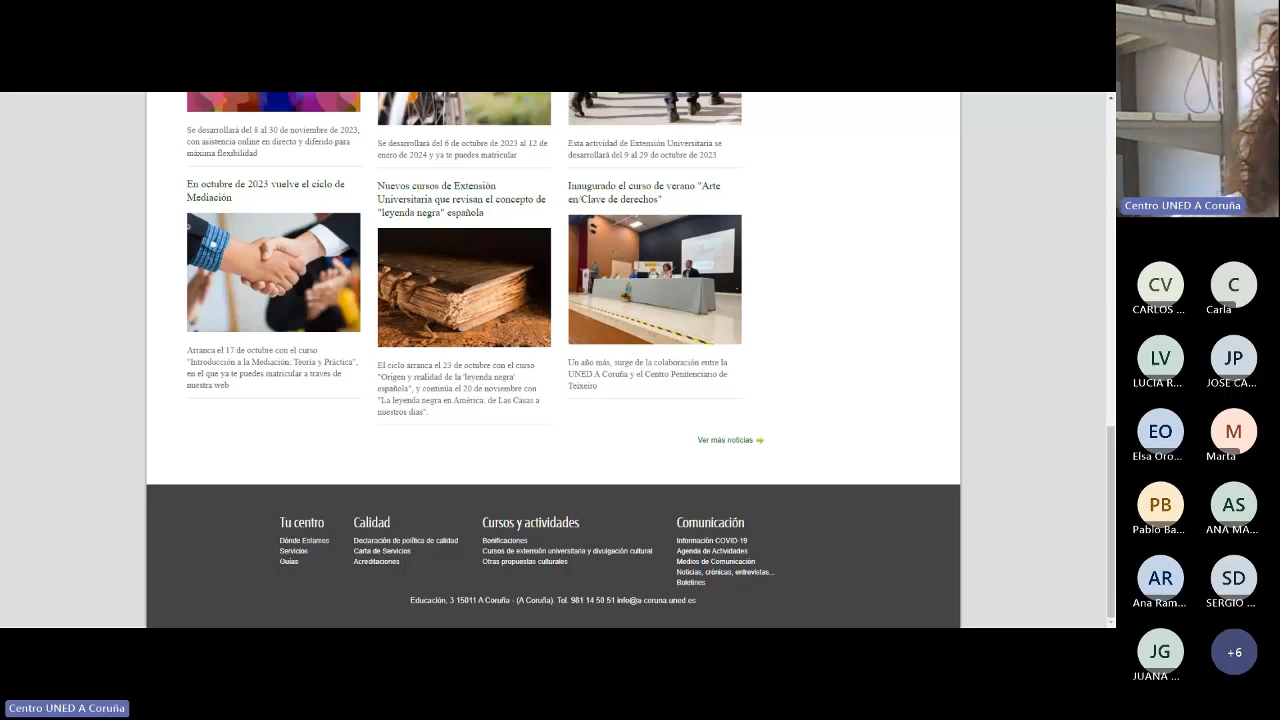 Se desarrollará del 8 al 30 de noviembre de 2023,
con asistencia online en directo y diferido para
máxima flexibilidad
Se desarrollará del 6 de octubre de 2023 al 12 de
enero de 2024 y ya te puedes matricular
Esta actividad de Extensión Universitaria se
desarrollará del 9 al 29 de octubre de 2023
En octubre de 2023 vuelve el ciclo de
Mediación
Arranca el 17 de octubre con el curso
"Introducción a la Mediación: Teoría y Práctica",
en el que ya te puedes matricular a través de
nuestra web
Nuevos cursos de Extensión
Universitaria que revisan el concepto de
"leyenda negra" española
El ciclo arranca el 23 de octubre con el curso
"Origen y realidad de la 'leyenda negra'
española", y continúa el 20 de noviembre con
"La leyenda negra en América: de Las Casas a
nuestros días".
Inaugurado el curso de verano "Arte
en/Clave de derechos"
Un año más, surge de la colaboración entre la
UNED A Coruña y el Centro Penitenciario de
Teixeiro
Ver más noticias
Tu centro
Dónde Estamos
Servicios
Guías
Calidad
Declaración de política de calidad
Carta de Servicios
Acreditaciones
Cursos y actividades
Bonificaciones
Cursos de extensión universitaria y divulgación cultural
Otras propuestas culturales
Comunicación
Información COVID-19
Agenda de Actividades
Medios de Comunicación
Noticias, crónicas, entrevistas...
Boletines
Educación, 3 15011 A Coruña - (A Coruña). Tel. 981 14 50 51 info@a-coruna.uned.es
Centro UNED A Coruña
CV
CARLOS ...
C
Carla
LV
LUCIA R...
JP
JOSE CA...
EO
Elsa Oro...
M
Marta
PB
Pablo Ba...
AS
ANA MA...
AR
Ana Ram...
SD
SERGIO ...
JG
JUANA ...
+6
Centro UNED A Coruña